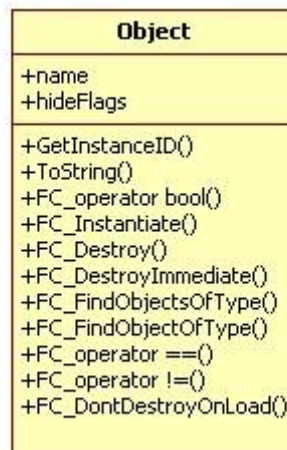 Object
+name
+hideFlags
+GetInstanceID()
+ToString()
+FC_operator bool()
+FC_Instantiate()
+FC_Destroy()
+FC_DestroyImmediate()
+FC_FindObjectsOfType()
+FC_FindObjectOfType()
+FC_operator ==()
+FC_operator !=()
+FC_DontDestroyOnLoad()